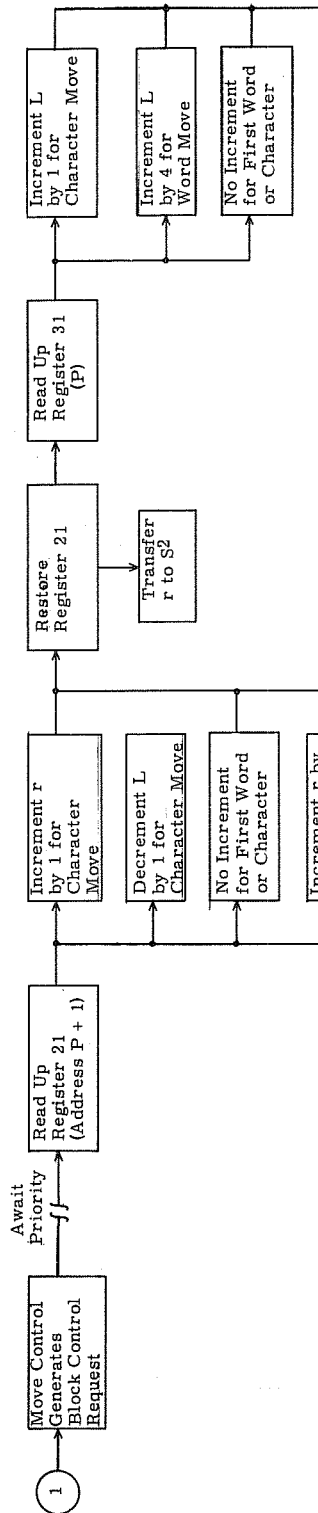 1
Move Control
Generates
Block Control
Request
Await
Priority
Read Up
Register 21
(Address P + 1)
Increment r
by 1 for
Character
Move
Decrement L
by 1 for
Character Move
No Increment
for First Word
or Character
Increment r by
Restore
Register 21
Transfer
r to S²
Read Up
Register 31
(P)
Increment L
by 1 for
Character Move
Increment L
by 4 for
Word Move
No Increment
for First Word
or Character